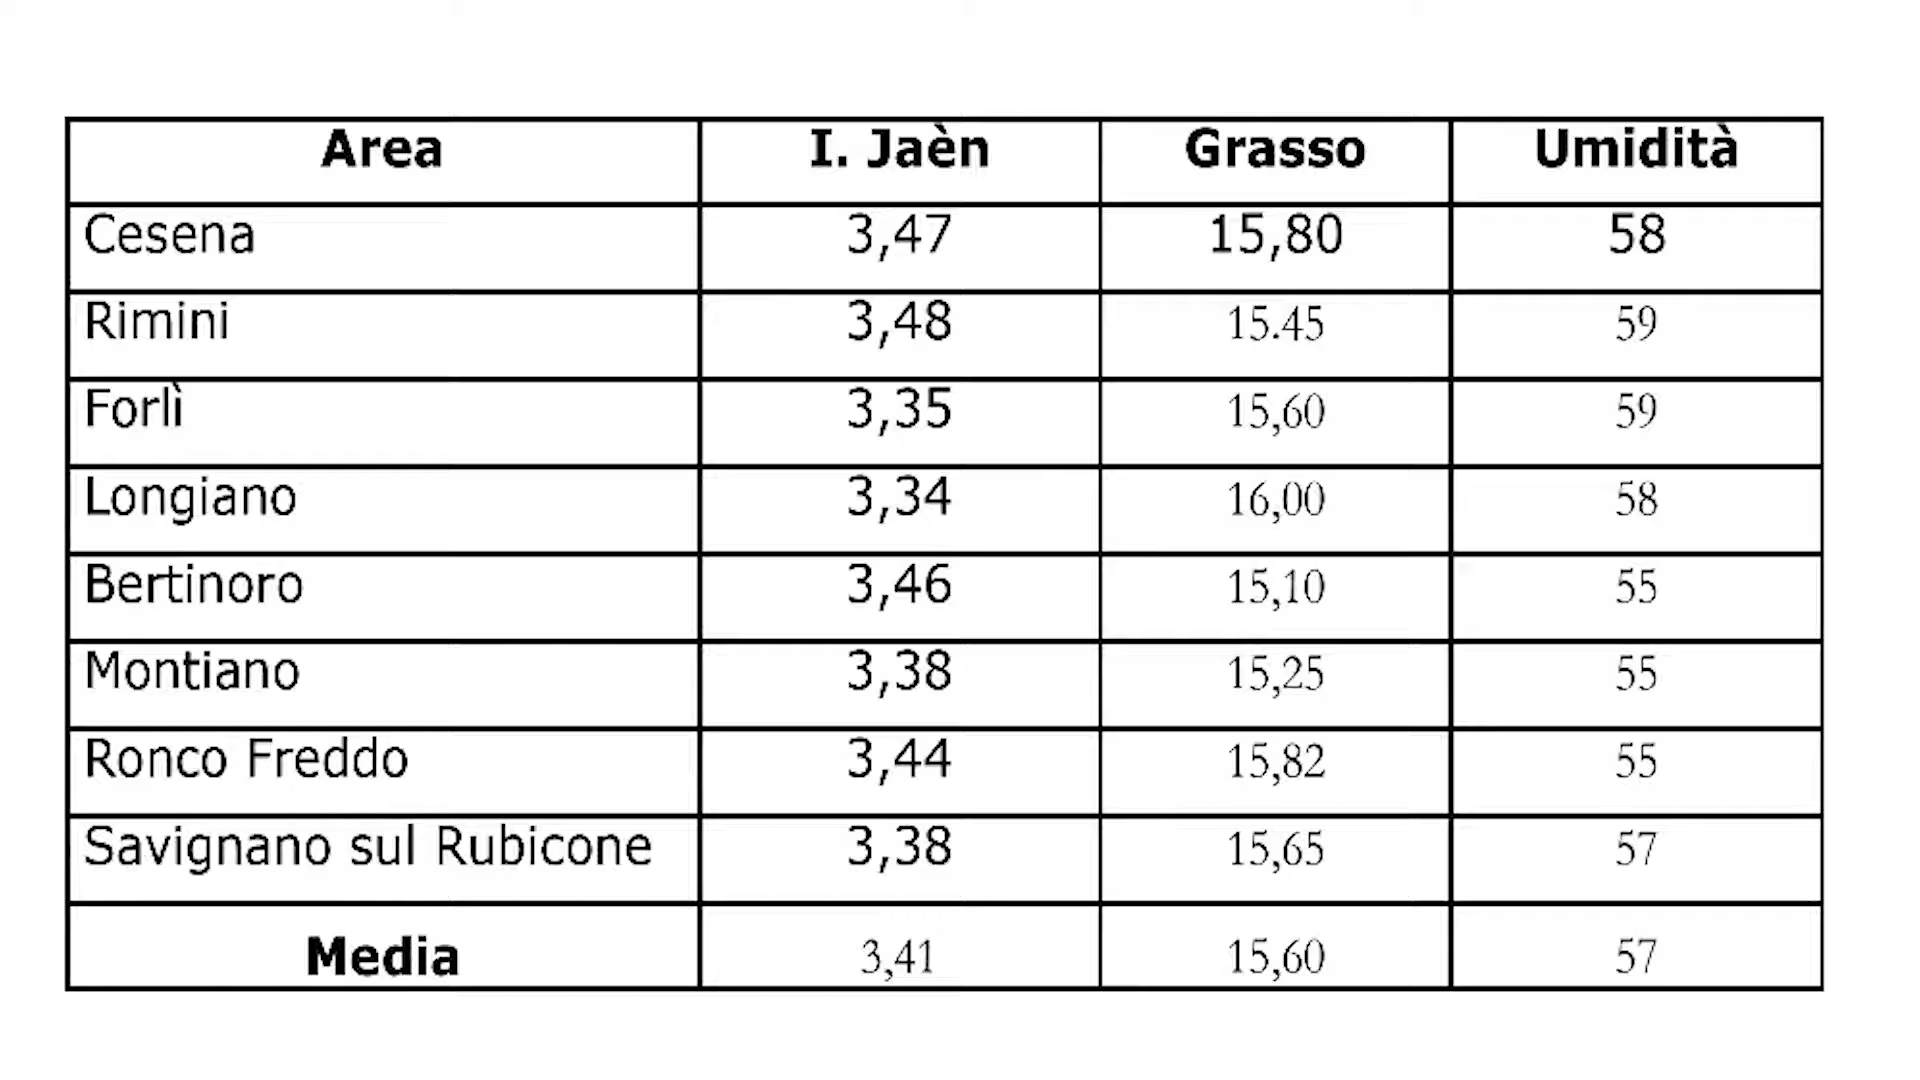 Area I. Jaèn Grasso Umidità
Cesena 3,47 15,80 58
Rimini 3,48 15.45 59
Forlì 3,35 15,60 59
Longiano 3,34 16,00 58
Bertinoro 3,46 15,10 55
Montiano 3,38 15,25 55
Ronco Freddo 3,44 15,82 55
Savignano sul Rubicone 3,38 15,65 57
Media 3,41 15,60 57